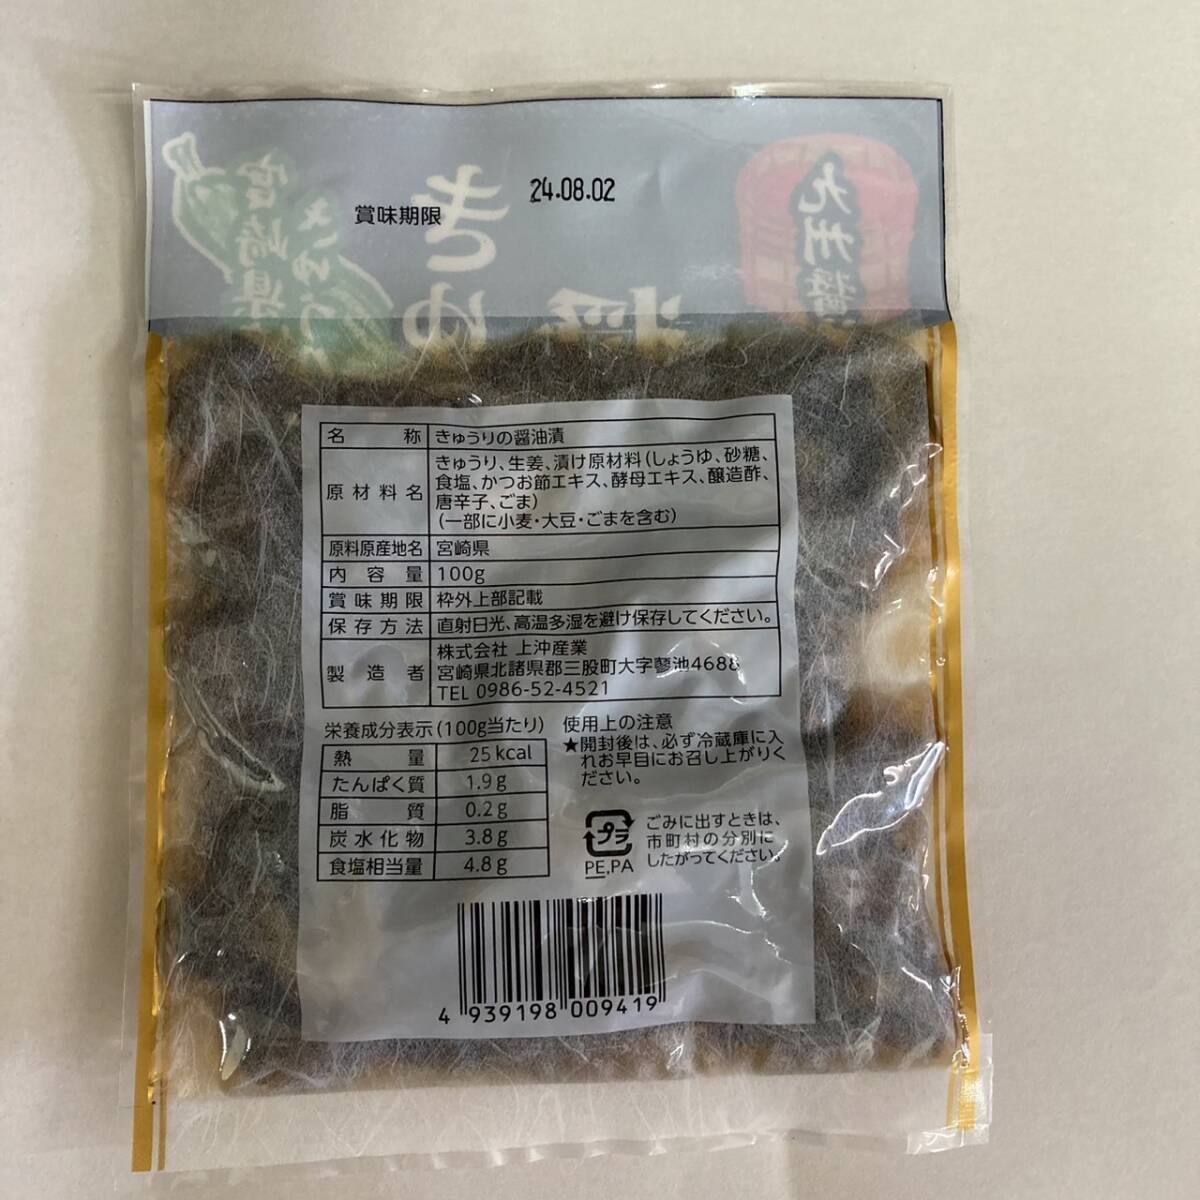 24.08.02
賞味期限
九州醤
きゅ
宮崎県
きゅう
名称 きゅうりの醤油漬
原材料名 きゅうり、生姜、漬け原材料(しょうゆ、砂糖、
食塩、かつお節エキス、酵母エキス、醸造酢、
唐辛子、ごま)
(一部に小麦・大豆・ごまを含む)
原料原産地名 宮崎県
内容量 100g
賞味期限 枠外上部記載
保存方法 直射日光、高温多湿を避け保存してください。
製造者 株式会社 上沖産業
宮崎県北諸県郡三股町大字蓼池4688
TEL 0986-52-4521
栄養成分表示(100g当たり)
熱量 25kcal
たんぱく質 1.9g
脂質 0.2g
炭水化物 3.8g
食塩相当量 4.8g
使用上の注意
★開封後は、必ず冷蔵庫に入
れお早目にお召し上がりく
ださい。
プラ
PE,PA
ごみに出すときは、
市町村の分別に
したがってください。
4 939198 009419